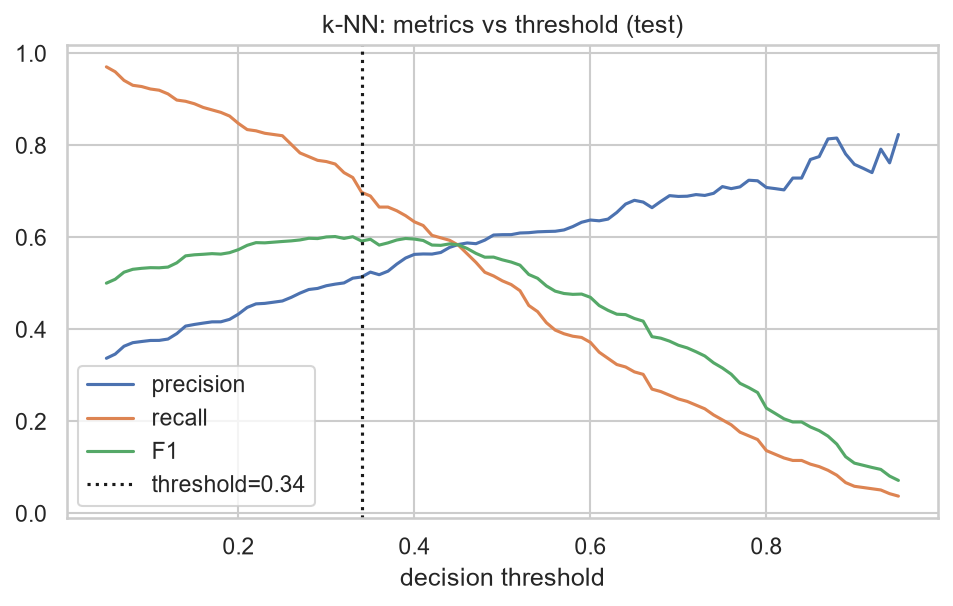 k-NN: metrics vs threshold (test)
1.0
0.8
0.6
0.4
0.2
0.0
precision
recall
F1
threshold=0.34
0.2 0.4 0.6 0.8
decision threshold